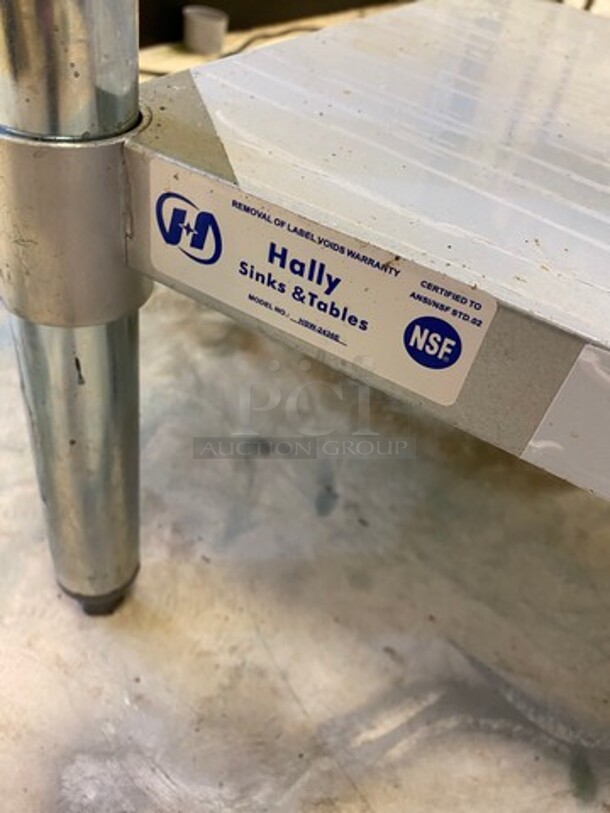 REMOVAL OF LABEL VOIDS WARRANTY
H
Hally
Sinks & Tables
MODEL NO.:
CERTIFIED TO
ANSI/NSF STD.02
NSF
PCI
AUCTION GROUP